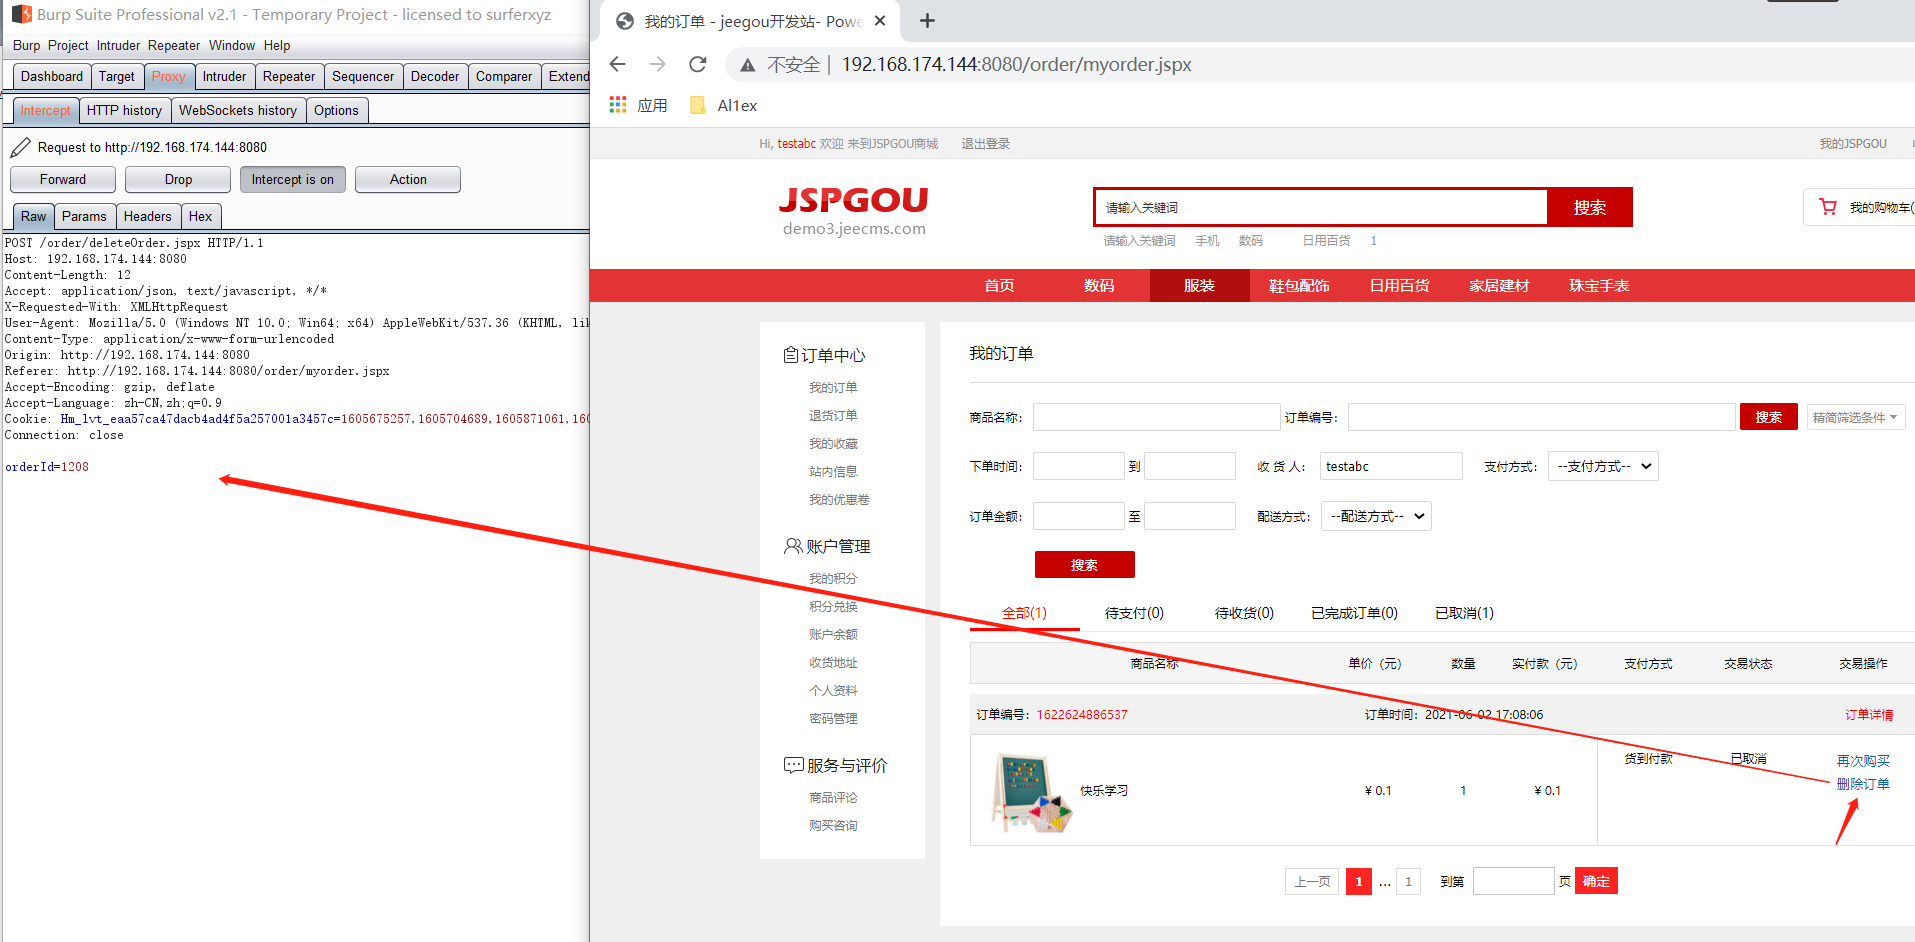 Burp Suite Professional v2.1 - Temporary Project - licensed to surferxyz
Burp Project Intruder Repeater Window Help
Dashboard Target Proxy Intruder Repeater Sequencer Decoder Comparer Extend
Intercept HTTP history WebSockets history Options
Request to http://192.168.174.144:8080
Forward Drop Intercept is on Action
Raw Params Headers Hex
POST /order/deleteOrder.jspx HTTP/1.1
Host: 192.168.174.144:8080
Content-Length: 12
Accept: application/json, text/javascript, */*
X-Requested-With: XMLHttpRequest
User-Agent: Mozilla/5.0 (Windows NT 10.0; Win64; x64) AppleWebKit/537.36 (KHTML, lik
Content-Type: application/x-www-form-urlencoded
Origin: http://192.168.174.144:8080
Referer: http://192.168.174.144:8080/order/myorder.jspx
Accept-Encoding: gzip, deflate
Accept-Language: zh-CN,zh;q=0.9
Cookie: Hm_lvt_eaa57ca47dacb4ad4f5a257001a3457c=1605675257,1605704689,1605871061,160
Connection: close
orderId=1208
我的订单 - jeegou开发站- Powe
不安全 | 192.168.174.144:8080/order/myorder.jspx
应用 Al1ex
Hi, testabc 欢迎 来到JSPGOU商城 退出登录 我的JSPGOU
JSPGOU
demo3.jeecms.com
请输入关键词 搜索
我的购物车(
请输入关键词 手机 数码 日用百货 1
首页 数码 服装 鞋包配饰 日用百货 家居建材 珠宝手表
订单中心
我的订单
退货订单
我的收藏
站内信息
我的优惠卷
账户管理
我的积分
积分兑换
账户余额
收货地址
个人资料
密码管理
服务与评价
商品评论
购买咨询
我的订单
商品名称: 订单编号: 搜索 精简筛选条件
下单时间: 到 收 货 人: testabc 支付方式: --支付方式--
订单金额: 至 配送方式: --配送方式--
搜索
全部(1) 待支付(0) 待收货(0) 已完成订单(0) 已取消(1)
商品名称 单价（元） 数量 实付款（元） 支付方式 交易状态 交易操作
订单编号: 1622624886537 订单时间: 2021-06-02 17:08:06 订单详情
快乐学习 ¥ 0.1 1 ¥ 0.1 货到付款 已取消 再次购买
删除订单
上一页 1 ... 1 到第 页 确定